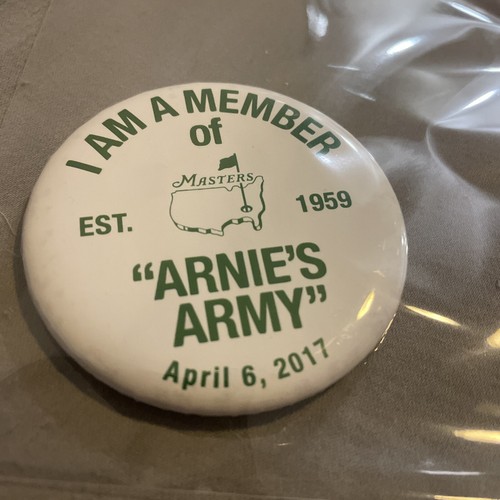 I AM A MEMBER
of
MASTERS
EST. 1959
“ARNIE’S
ARMY”
April 6, 2017